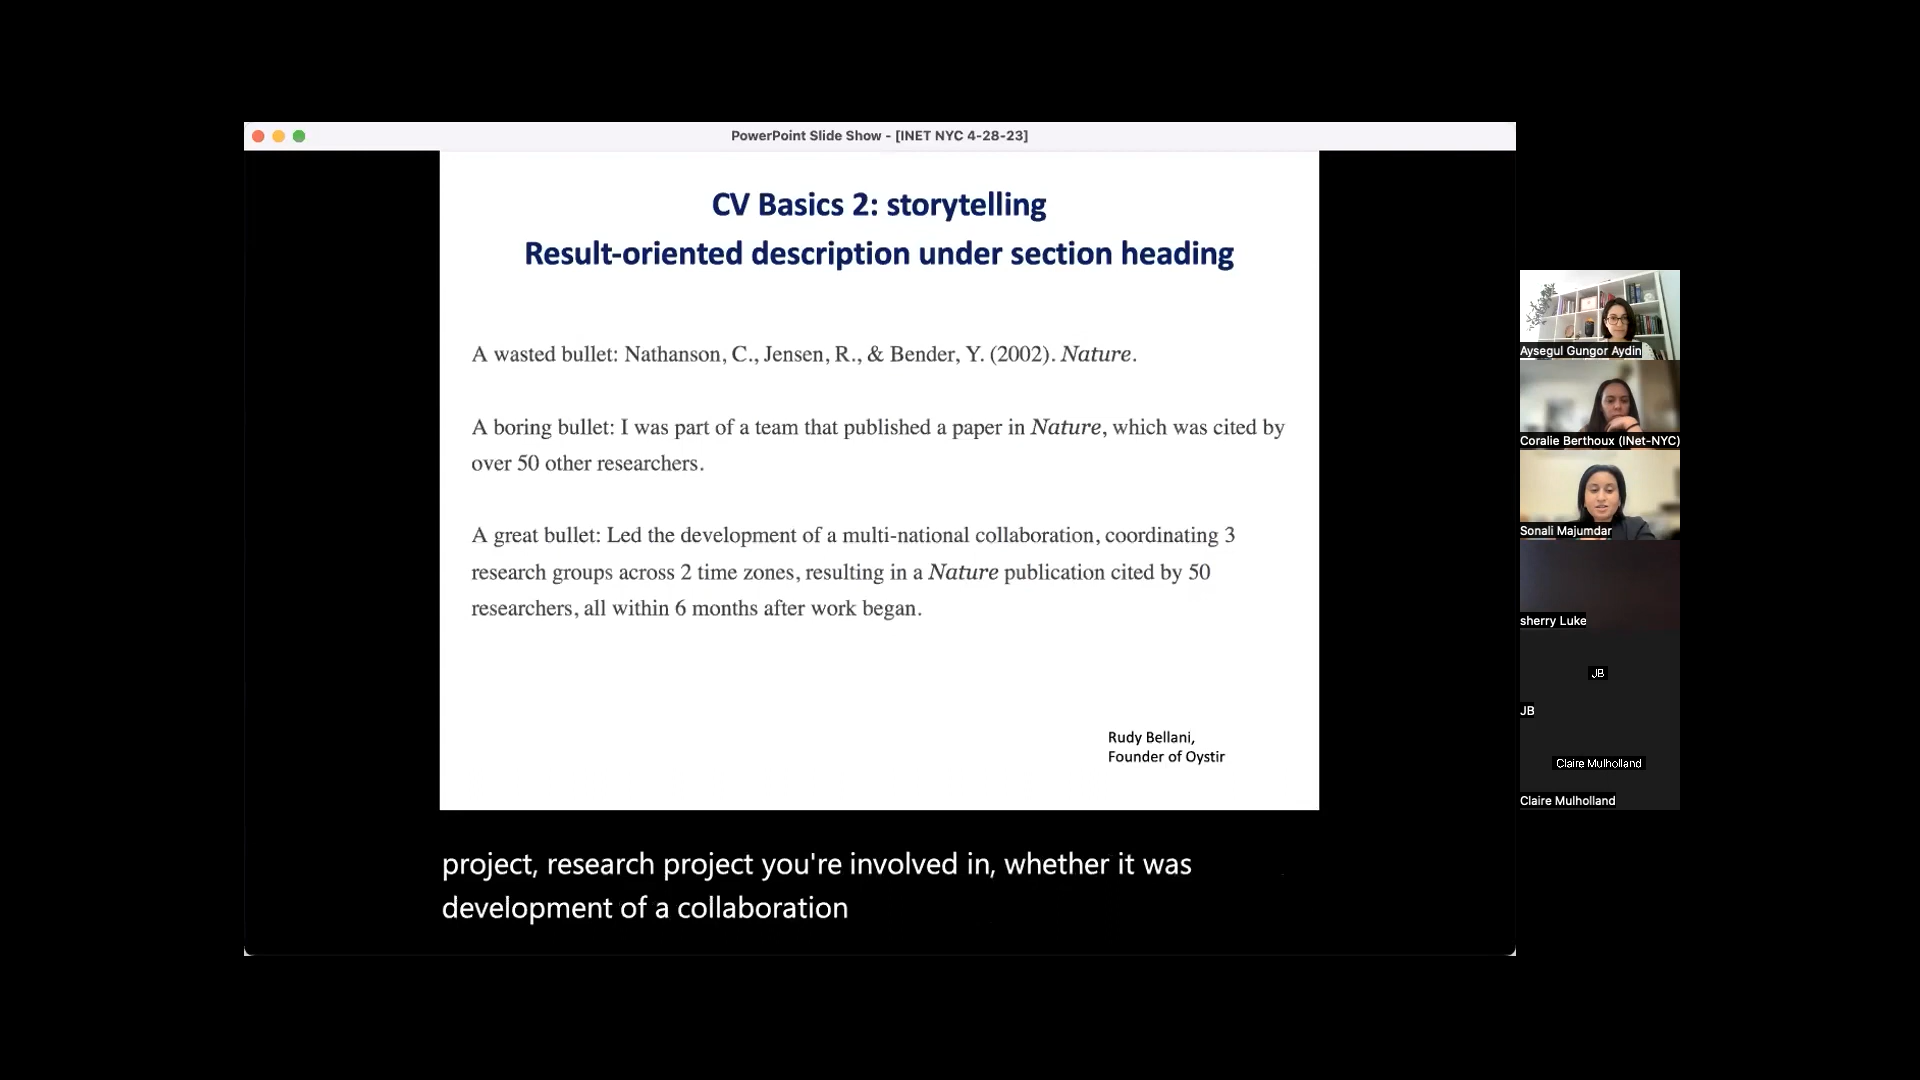 PowerPoint Slide Show - [INET NYC 4-28-23]
CV Basics 2: storytelling
Result-oriented description under section heading
A wasted bullet: Nathanson, C., Jensen, R., & Bender, Y. (2002). Nature.
A boring bullet: I was part of a team that published a paper in Nature, which was cited by
over 50 other researchers.
A great bullet: Led the development of a multi-national collaboration, coordinating 3
research groups across 2 time zones, resulting in a Nature publication cited by 50
researchers, all within 6 months after work began.
Rudy Bellani,
Founder of Oystir
project, research project you're involved in, whether it was
development of a collaboration
Aysegul Gungor Aydin
Coralie Berthoux (INet-NYC)
Sonali Majumdar
sherry Luke
JB
JB
Claire Mulholland
Claire Mulholland